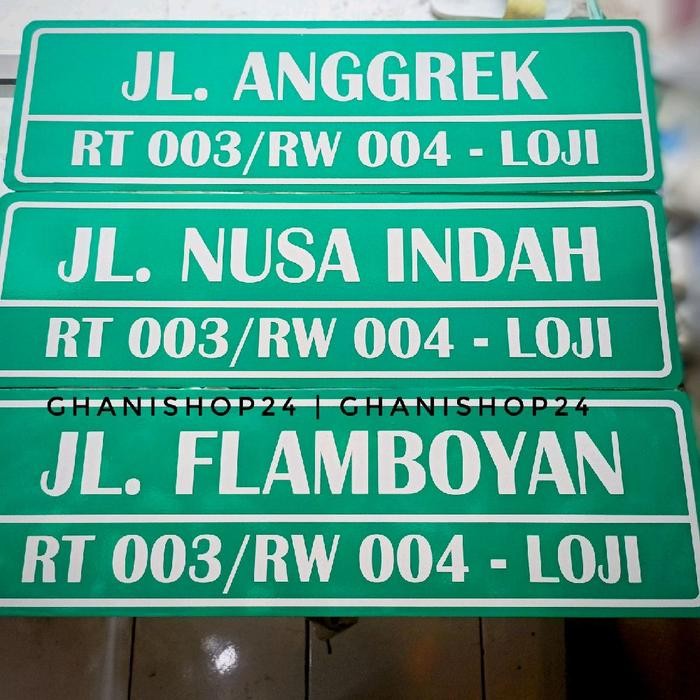 JL. ANGGREK
RT 003/RW 004 - LOJI
JL. NUSA INDAH
RT 003/RW 004 - LOJI
GHANISHOP24 | GHANISHOP24
JL. FLAMBOYAN
RT 003/RW 004 - LOJI